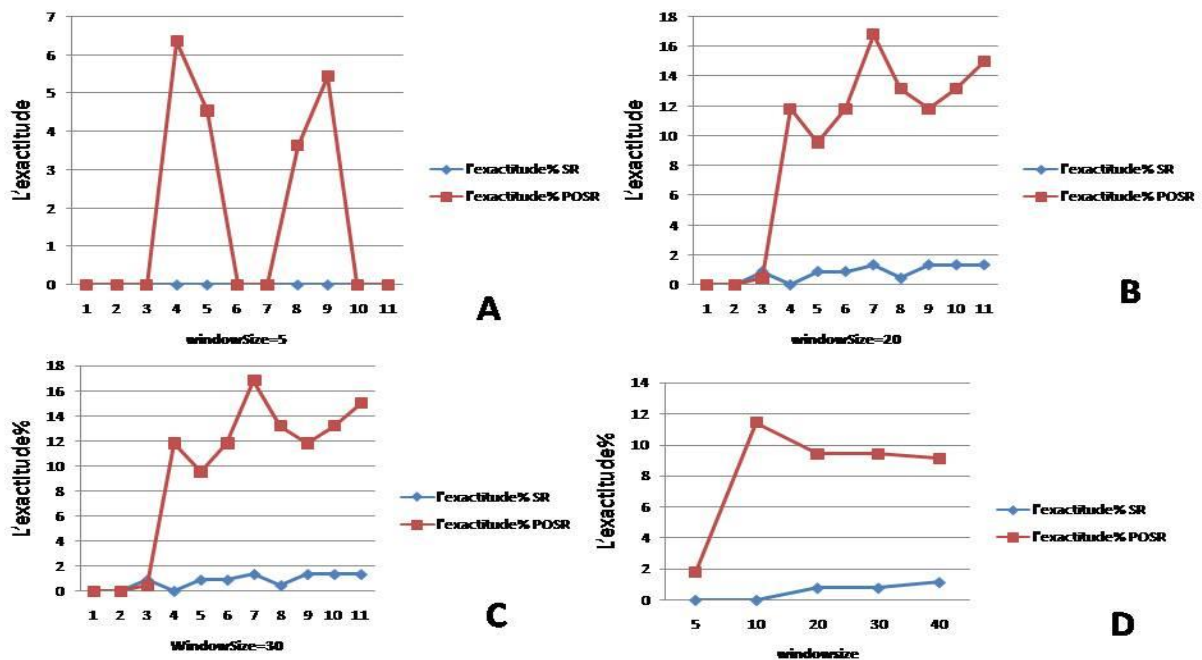 7
6
5
4
3
2
1
0
L'exactitude
1 2 3 4 5 6 7 8 9 10 11
windowSize=5
l'exactitude% SR
l'exactitude% POSR
A
18
16
14
12
10
8
6
4
2
0
L'exactitude
1 2 3 4 5 6 7 8 9 10 11
windowSize=20
l'exactitude% SR
l'exactitude% POSR
B
18
16
14
12
10
8
6
4
2
0
L'exactitude%
1 2 3 4 5 6 7 8 9 10 11
WindowSize=30
l'exactitude% SR
l'exactitude% POSR
C
14
12
10
8
6
4
2
0
L'exactitude%
5 10 20 30 40
windowsize
l'exactitude% SR
l'exactitude% POSR
D